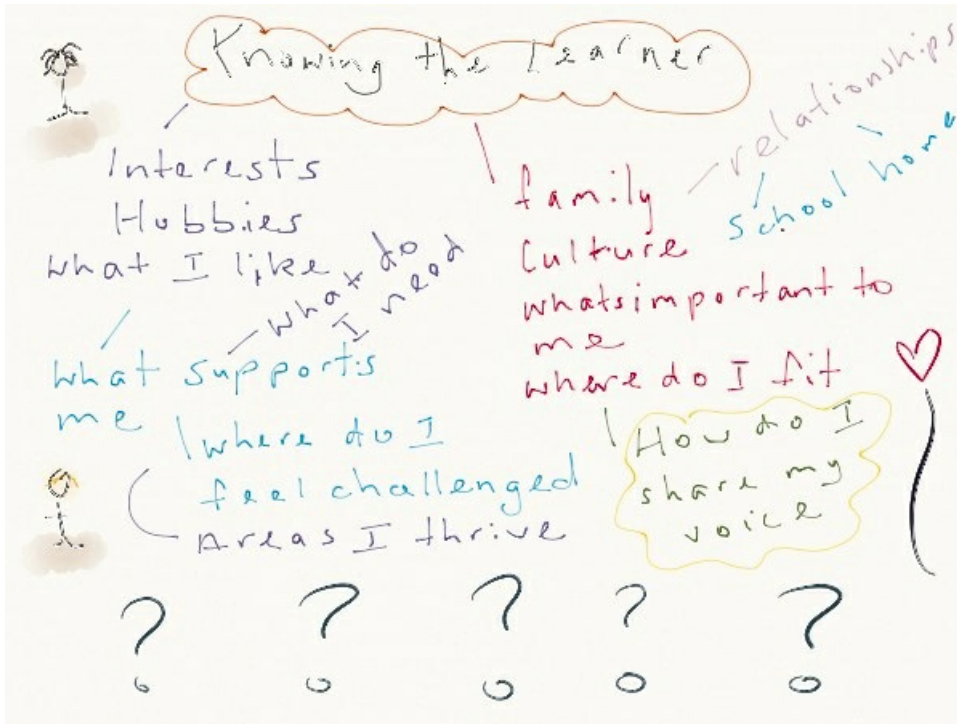 Knowing the Learner
Interests
Hobbies
what I like
what do
I need
what supports
me
where do I
feel challenged
Areas I thrive
family
Culture
whatsimportant to
me
where do I fit
relationships
school home
How do I
share my
voice
? ? ? ? ?